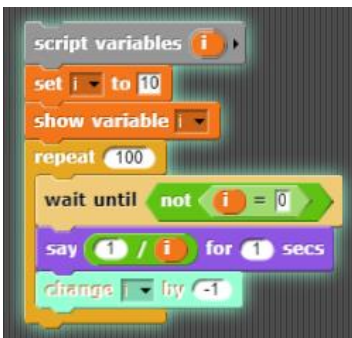 script variables i
set i to 10
show variable i
repeat 100
wait until not i = 0
say 1 / i for 1 secs
change i by -1